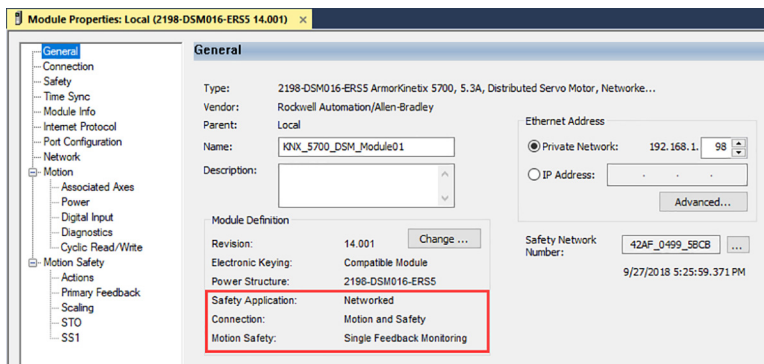 Module Properties: Local (2198-DSM016-ERS5 14.001) ×
General
Connection
Safety
Time Sync
Module Info
Internet Protocol
Port Configuration
Network
Motion
Associated Axes
Power
Digital Input
Diagnostics
Cyclic Read/Write
Motion Safety
Actions
Primary Feedback
Scaling
STO
SS1
General
Type: 2198-DSM016-ERS5 ArmorKinetix 5700, 5.3A, Distributed Servo Motor, Networke...
Vendor: Rockwell Automation/Allen-Bradley
Parent: Local
Name: KNX_5700_DSM_Module01
Description:
Module Definition
Revision: 14.001 Change ...
Electronic Keying: Compatible Module
Power Structure: 2198-DSM016-ERS5
Safety Application: Networked
Connection: Motion and Safety
Motion Safety: Single Feedback Monitoring
Ethernet Address
Private Network: 192.168.1. 98
IP Address: . . .
Advanced...
Safety Network
Number: 42AF_0499_5BCB ...
9/27/2018 5:25:59.371 PM